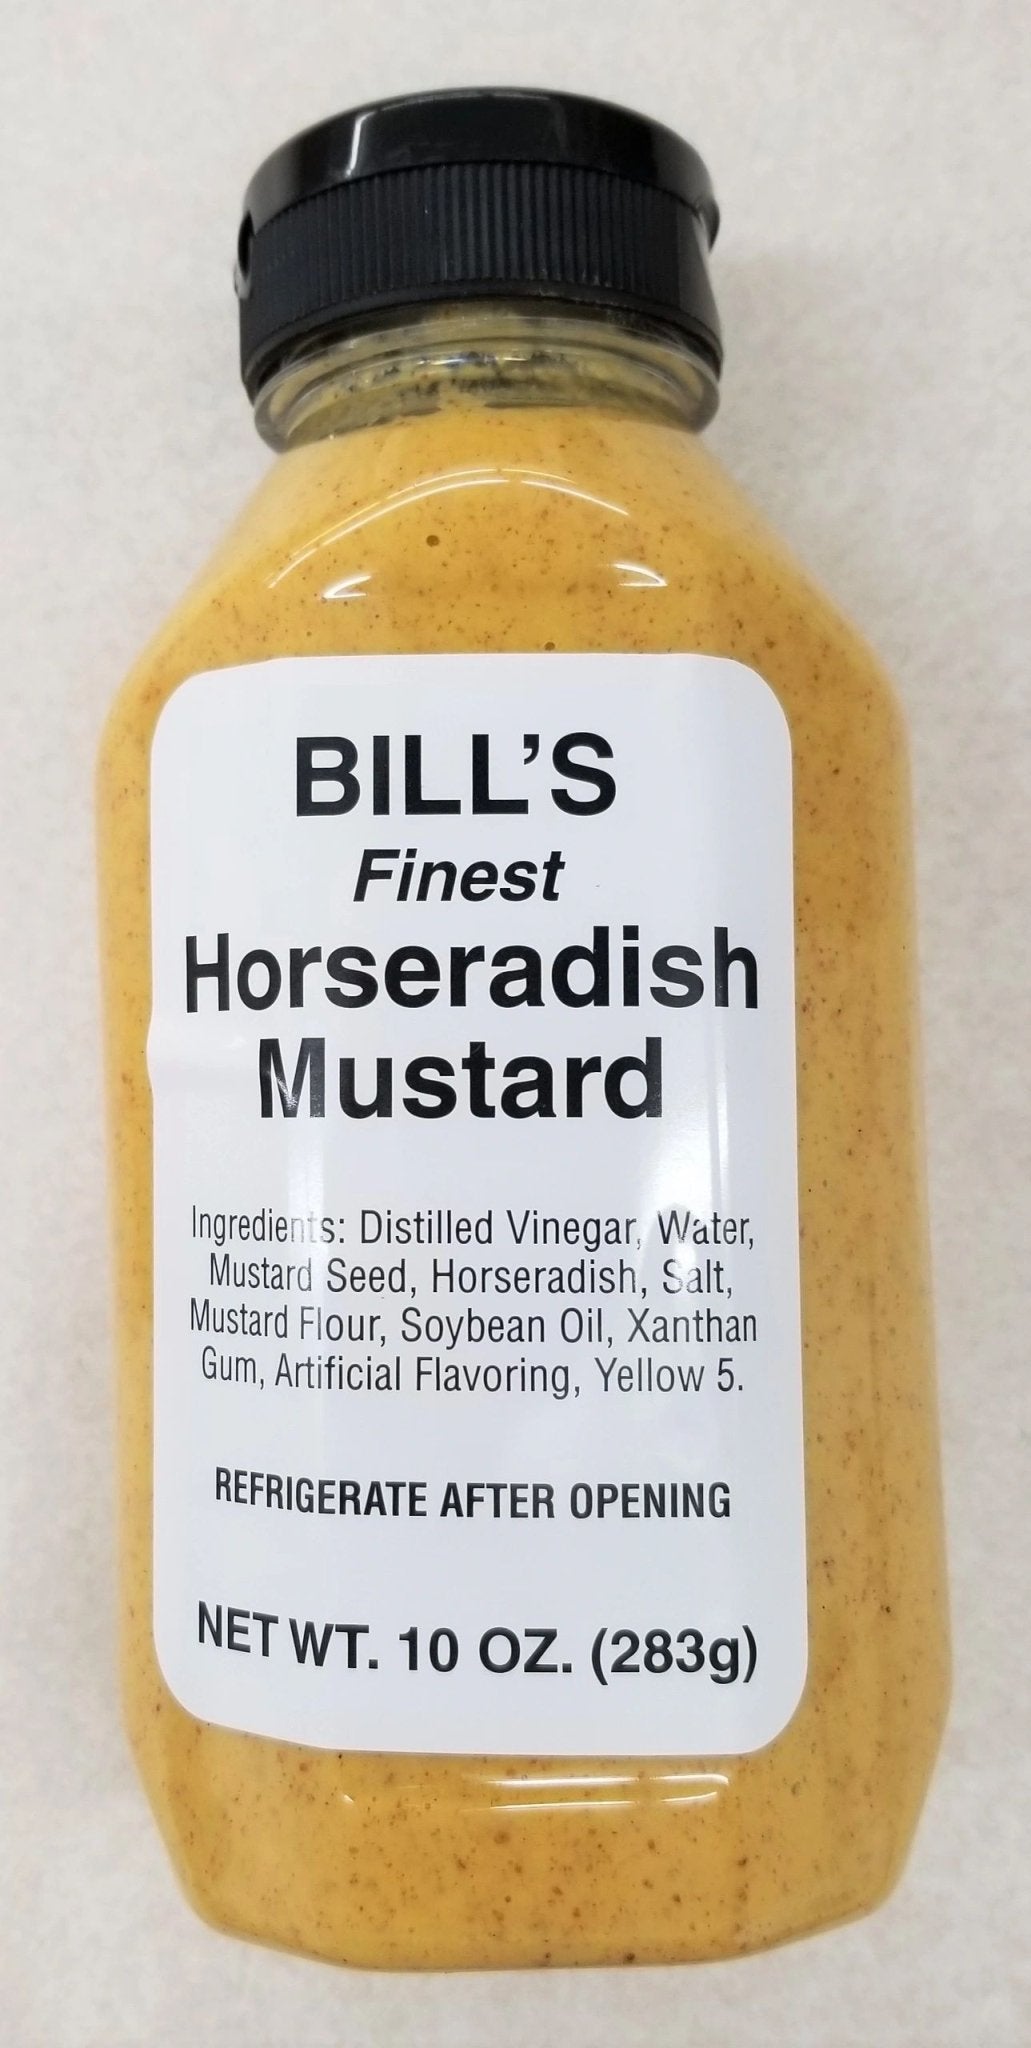 BILL'S
Finest
Horseradish
Mustard
Ingredients: Distilled Vinegar, Water,
Mustard Seed, Horseradish, Salt,
Mustard Flour, Soybean Oil, Xanthan
Gum, Artificial Flavoring, Yellow 5.
REFRIGERATE AFTER OPENING
NET WT. 10 OZ. (283g)